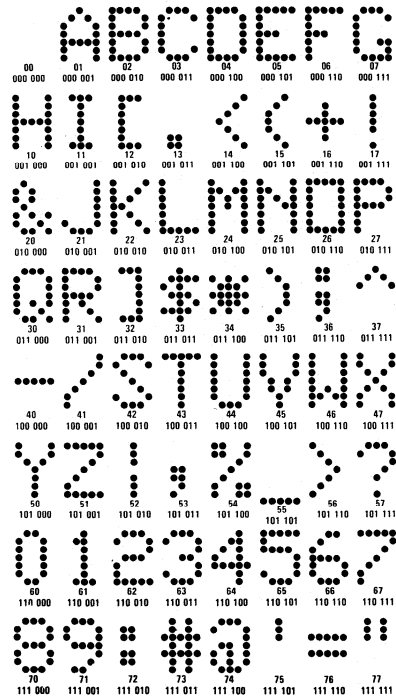 A B C D E F G
00 01 02 03 04 05 06 07
000 000 000 001 000 010 000 011 000 100 000 101 000 110 000 111
H I [ . < ( + !
10 11 12 13 14 15 16 17
001 000 001 001 001 010 001 011 001 100 001 101 001 110 001 111
& J K L M N O P
20 21 22 23 24 25 26 27
010 000 010 001 010 010 010 011 010 100 010 101 010 110 010 111
Q R ] $ * ) ; ^
30 31 32 33 34 35 36 37
011 000 011 001 011 010 011 011 011 100 011 101 011 110 011 111
- / S T U V W X
40 41 42 43 44 45 46 47
100 000 100 001 100 010 100 011 100 100 100 101 100 110 100 111
Y Z | , % _ > ?
50 51 52 53 54 55 56 57
101 000 101 001 101 010 101 011 101 100 101 101 101 110 101 111
0 1 2 3 4 5 6 7
60 61 62 63 64 65 66 67
110 000 110 001 110 010 110 011 110 100 110 101 110 110 110 111
8 9 : # @ ' = "
70 71 72 73 74 75 76 77
111 000 111 001 111 010 111 011 111 100 111 101 111 110 111 111